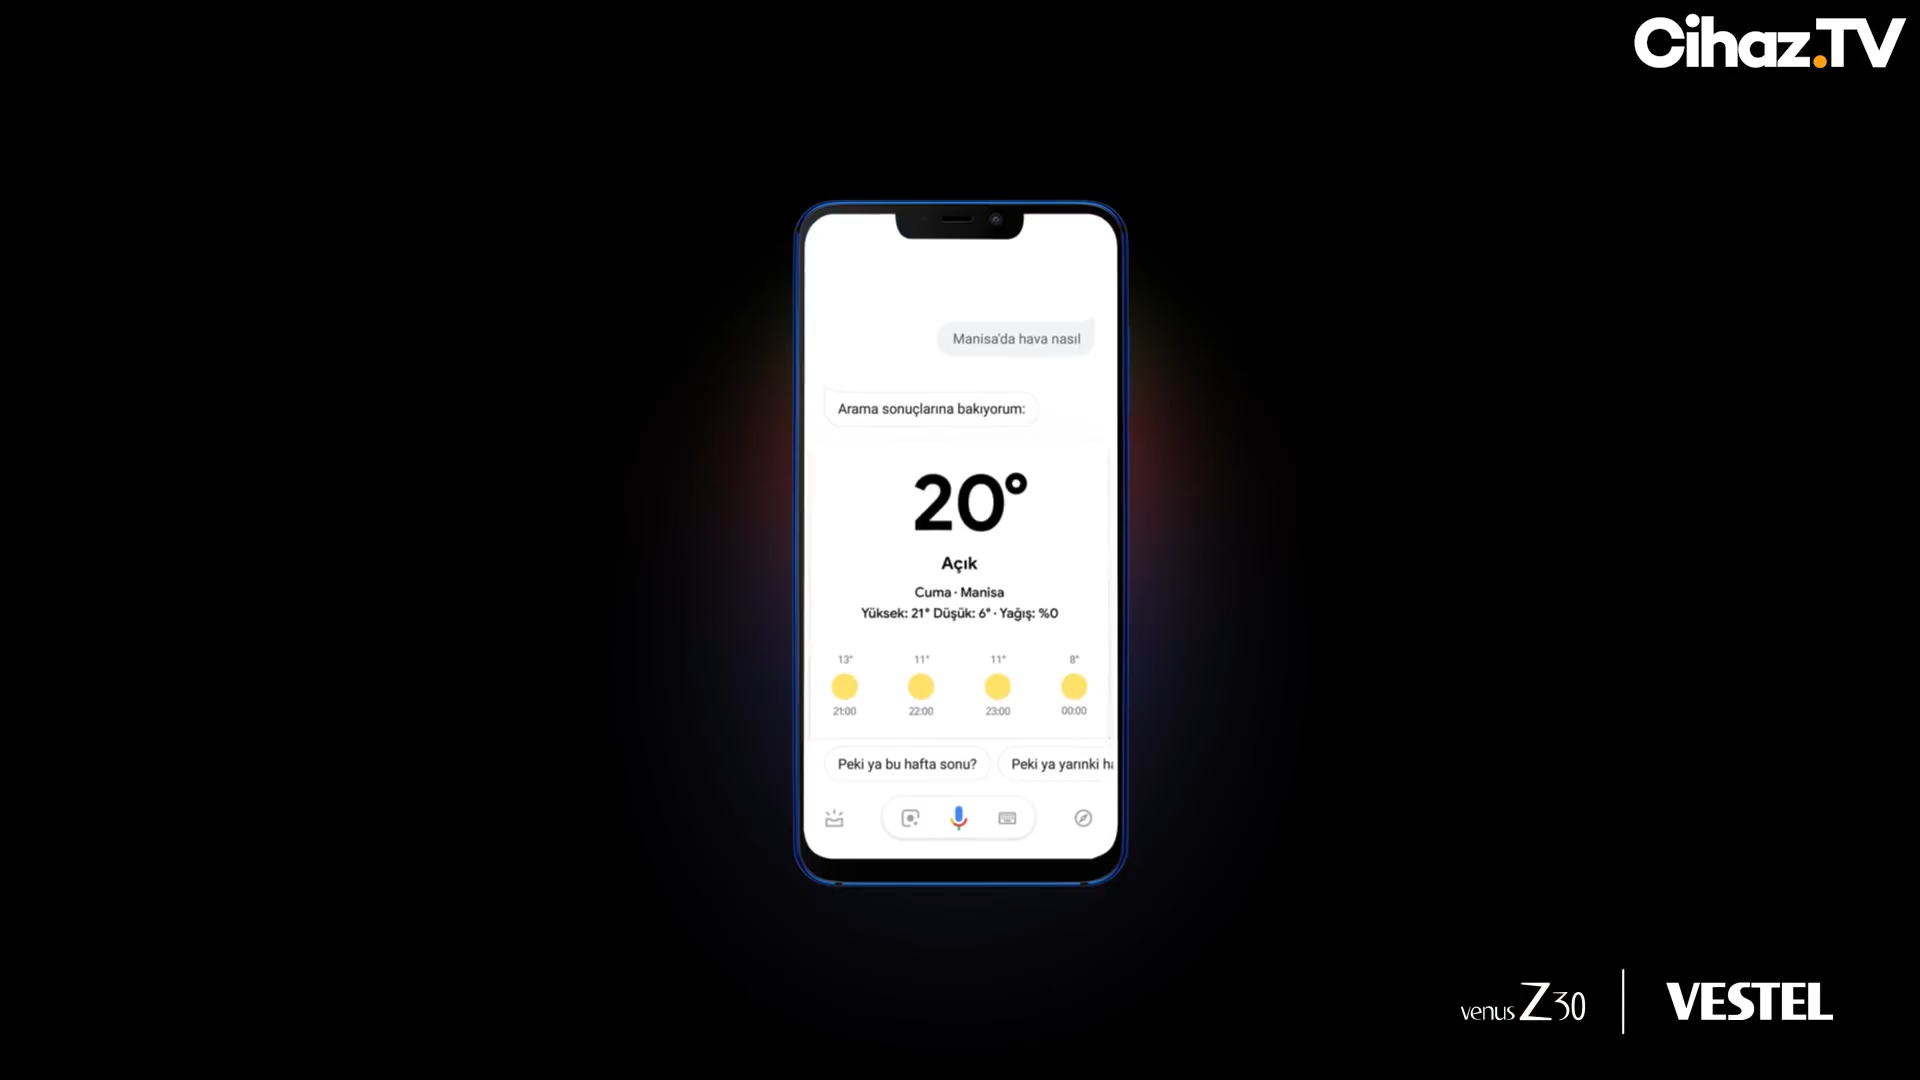 Cihaz.TV
Manisa'da hava nasıl
Arama sonuçlarına bakıyorum:
20°
Açık
Cuma · Manisa
Yüksek: 21° Düşük: 6° · Yağış: %0
13° 11° 11° 8°
21:00 22:00 23:00 00:00
Peki ya bu hafta sonu? Peki ya yarınki
venus Z30 VESTEL